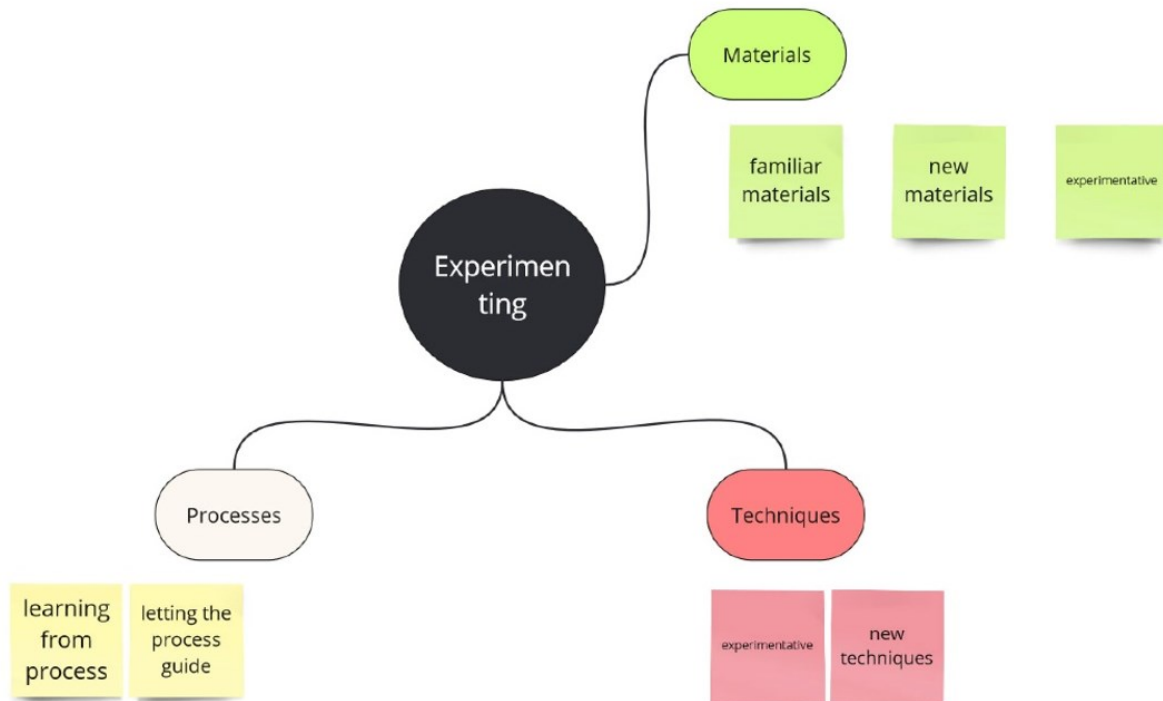 Materials
familiar
materials
new
materials
experimentative
Experimen
ting
Processes
learning
from
process
letting the
process
guide
Techniques
experimentative
new
techniques